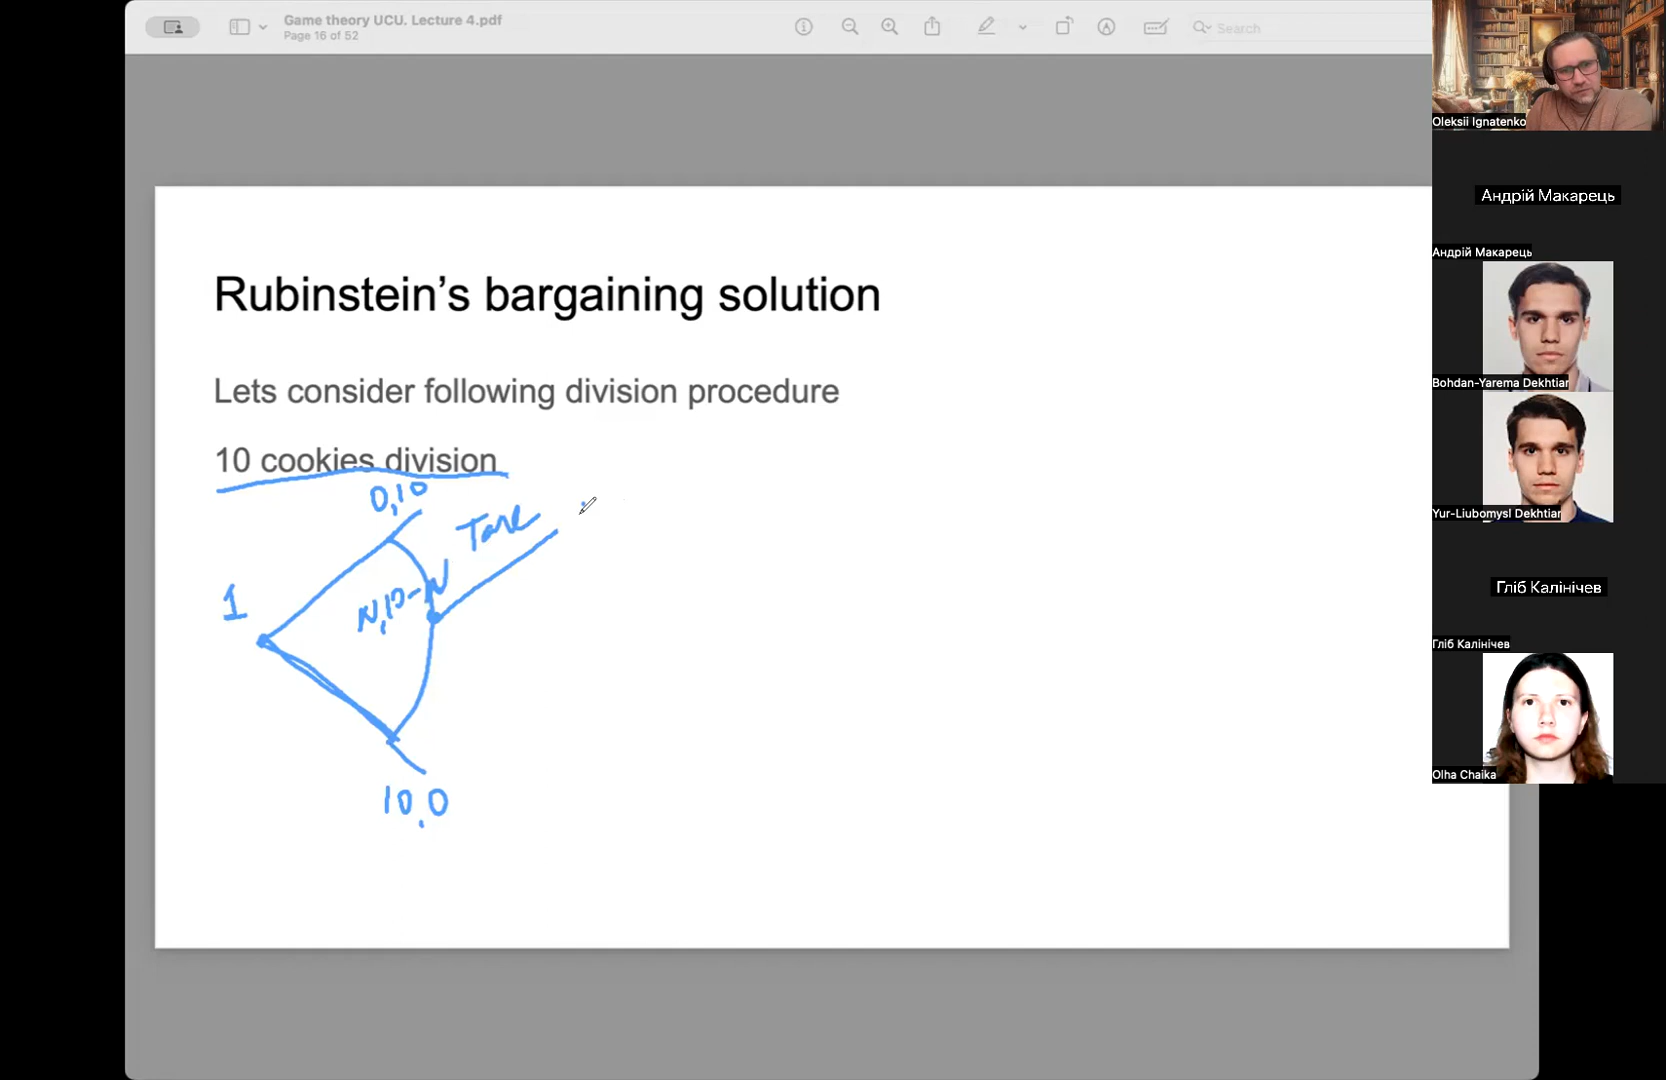 Game theory UCU. Lecture 4.pdf
Page 16 of 52
Search
Oleksii Ignatenko
Андрій Макарець
Андрій Макарець
Bohdan-Yarema Dekhtiar
Yur-Liubomysl Dekhtiar
Гліб Калінічев
Гліб Калінічев
Olha Chaika
Rubinstein’s bargaining solution
Lets consider following division procedure
10 cookies division
0,10
Take
1
N,10-N
10,0